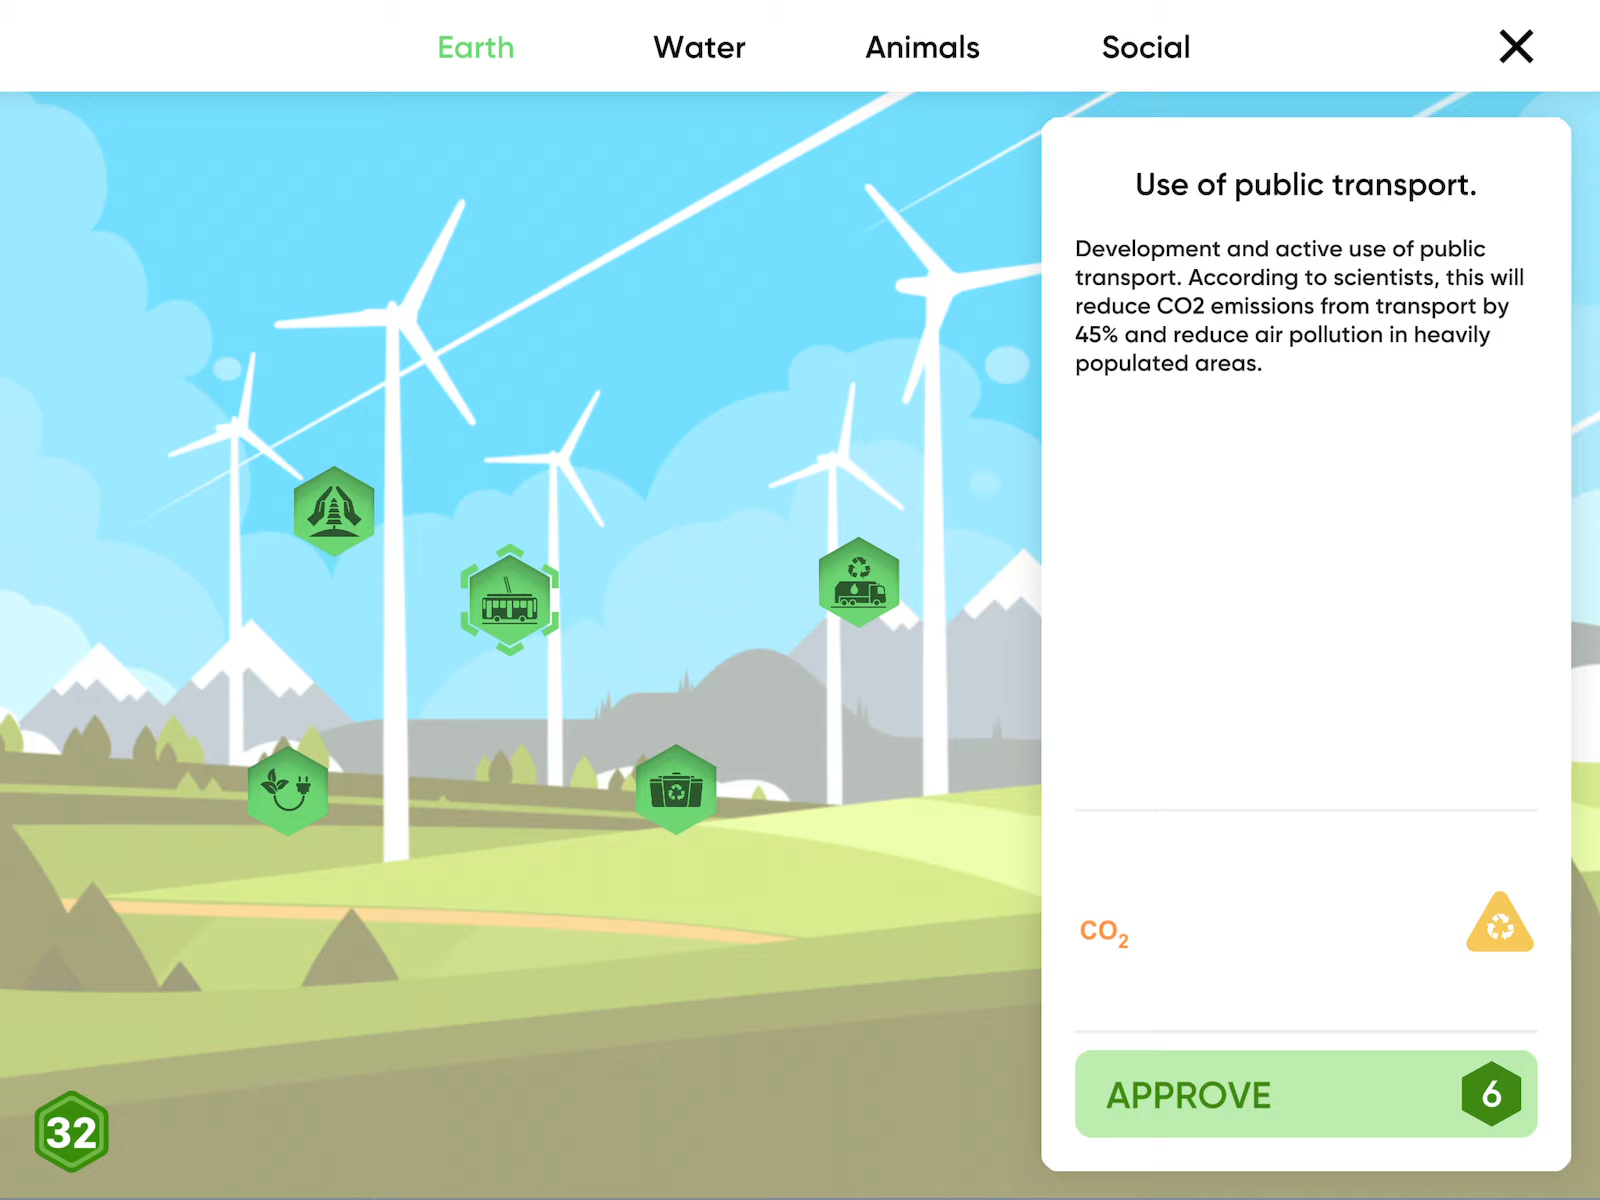 Earth
Water
Animals
Social
Use of public transport.
Development and active use of public
transport. According to scientists, this will
reduce CO2 emissions from transport by
45% and reduce air pollution in heavily
populated areas.
CO₂
APPROVE
6
32